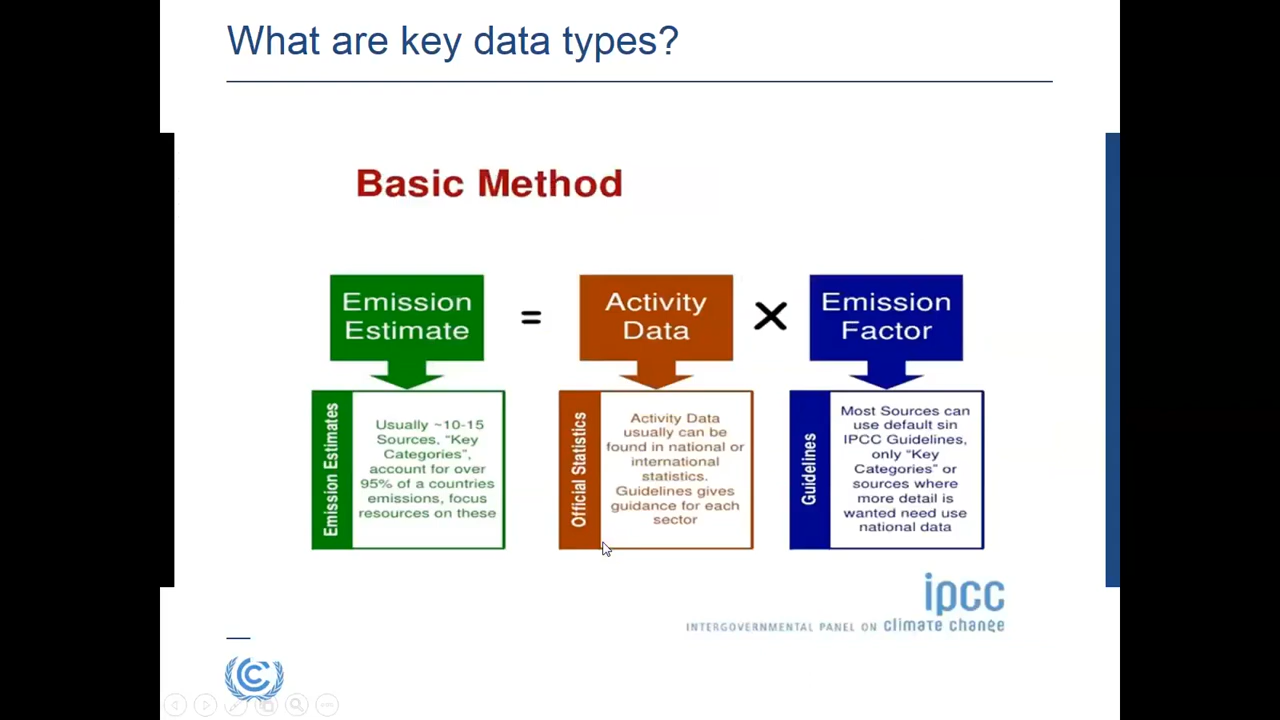 What are key data types?
Basic Method
Emission
Estimate
=
Activity
Data
×
Emission
Factor
Emission Estimates
Usually ~10-15
Sources, “Key
Categories”,
account for over
95% of a countries
emissions, focus
resources on these
Official Statistics
Activity Data
usually can be
found in national or
international
statistics.
Guidelines gives
guidance for each
sector
Guidelines
Most Sources can
use default sin
IPCC Guidelines,
only “Key
Categories” or
sources where
more detail is
wanted need use
national data
ipcc
INTERGOVERNMENTAL PANEL ON climate change